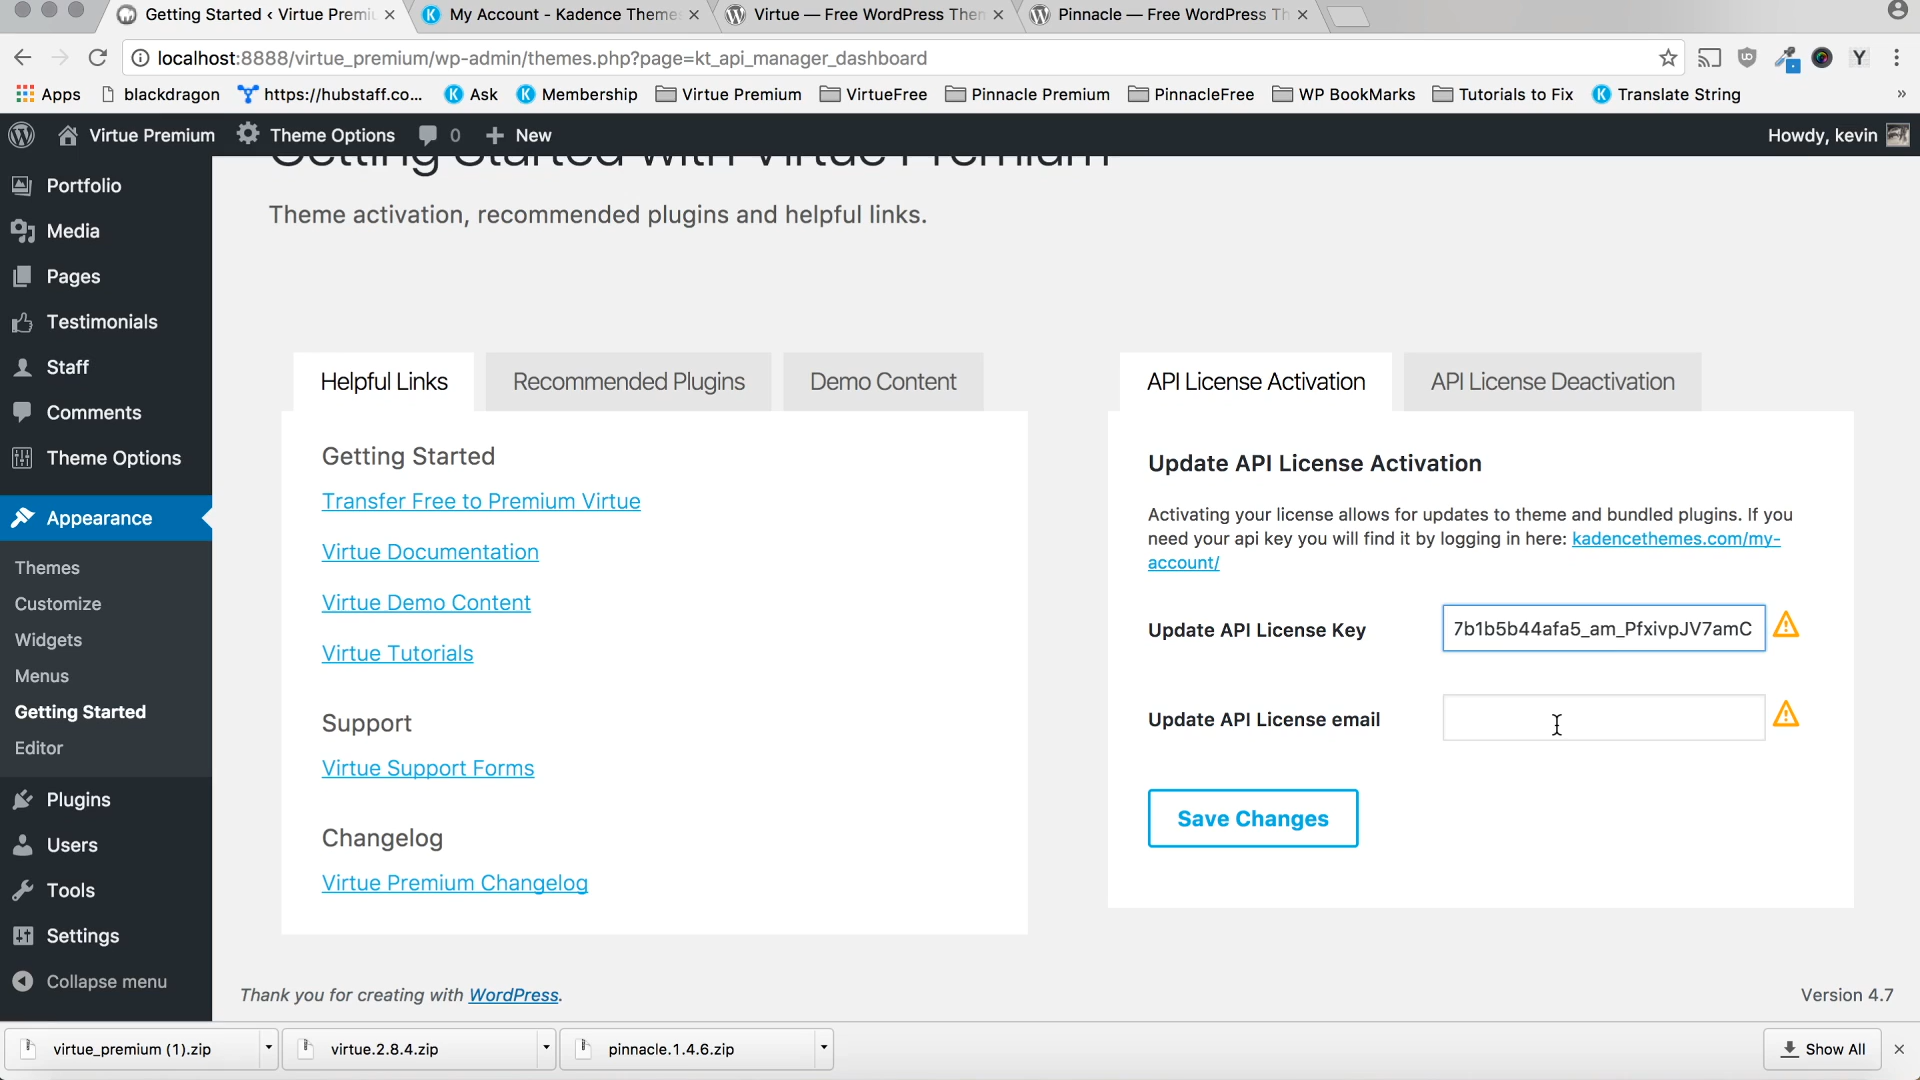 Getting Started ‹ Virtue Premiu
My Account - Kadence Theme
Virtue — Free WordPress Then
Pinnacle — Free WordPress Th
localhost:8888/virtue_premium/wp-admin/themes.php?page=kt_api_manager_dashboard
Apps
blackdragon
https://hubstaff.co...
Ask
Membership
Virtue Premium
VirtueFree
Pinnacle Premium
PinnacleFree
WP BookMarks
Tutorials to Fix
Translate String
»
Virtue Premium
Theme Options
0
New
Howdy, kevin
Portfolio
Media
Pages
Testimonials
Staff
Comments
Theme Options
Appearance
Themes
Customize
Widgets
Menus
Getting Started
Editor
Plugins
Users
Tools
Settings
Collapse menu
Getting Started with Virtue Premium
Theme activation, recommended plugins and helpful links.
Helpful Links
Recommended Plugins
Demo Content
Getting Started
Transfer Free to Premium Virtue
Virtue Documentation
Virtue Demo Content
Virtue Tutorials
Support
Virtue Support Forms
Changelog
Virtue Premium Changelog
API License Activation
API License Deactivation
Update API License Activation
Activating your license allows for updates to theme and bundled plugins. If you
need your api key you will find it by logging in here: kadencethemes.com/my-
account/
Update API License Key
7b1b5b44afa5_am_PfxivpJV7amC
Update API License email
Save Changes
Thank you for creating with WordPress.
Version 4.7
virtue_premium (1).zip
virtue.2.8.4.zip
pinnacle.1.4.6.zip
Show All